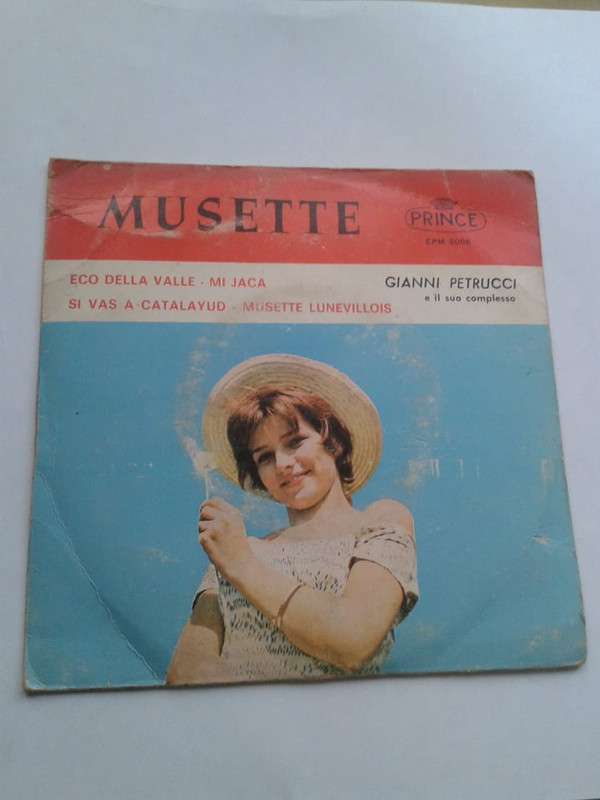 MUSETTE
PRINCE
EPM 3006
ECO DELLA VALLE - MI JACA
SI VAS A CATALAYUD - MUSETTE LUNEVILLOIS
GIANNI PETRUCCI
e il suo complesso